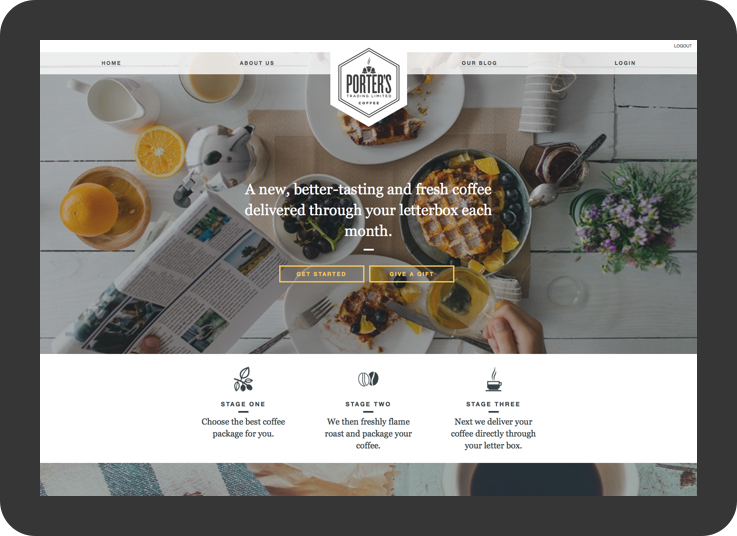 LOGOUT
HOME
ABOUT US
OUR BLOG
LOGIN
PORTER'S
TRADING LIMITED
COFFEE
A new, better-tasting and fresh coffee
delivered through your letterbox each
month.
GET STARTED
GIVE A GIFT
STAGE ONE
Choose the best coffee
package for you.
STAGE TWO
We then freshly flame
roast and package your
coffee.
STAGE THREE
Next we deliver your
coffee directly through
your letter box.